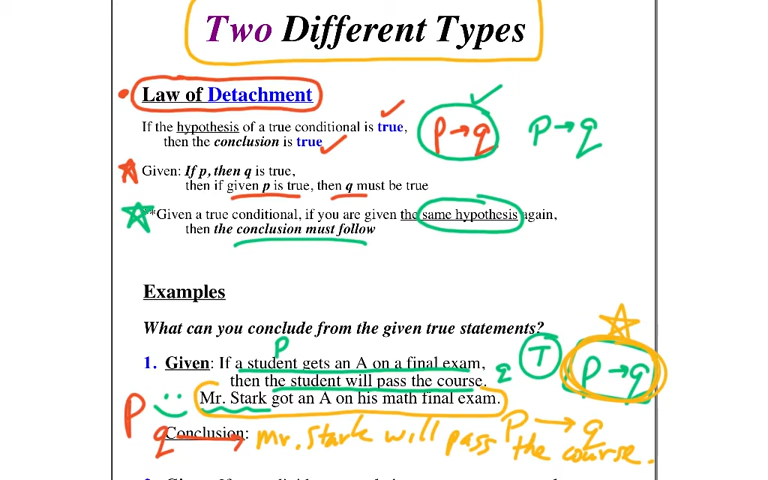 Two Different Types
Law of Detachment
If the hypothesis of a true conditional is true,
then the conclusion is true
P→q P→q
Given: If p, then q is true,
then if given p is true, then q must be true
**Given a true conditional, if you are given the same hypothesis again,
then the conclusion must follow
Examples
What can you conclude from the given true statements?
P
1. Given: If a student gets an A on a final exam,
T P→q
then the student will pass the course. q
Mr. Stark got an A on his math final exam.
P
P→q
q Conclusion: Mr. Stark will pass
the course.